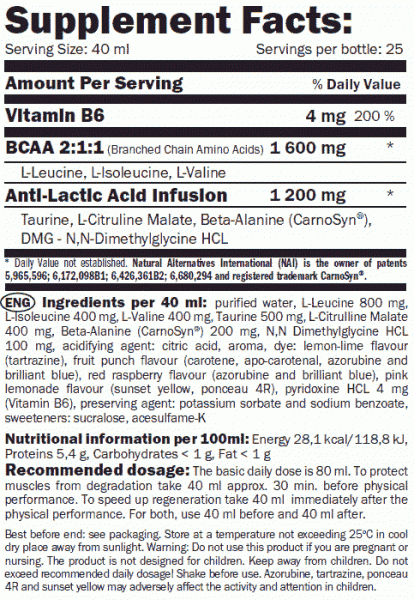 Supplement Facts:
Serving Size: 40 ml Servings per bottle: 25
Amount Per Serving % Daily Value
Vitamin B6 4 mg 200 %
BCAA 2:1:1 (Branched Chain Amino Acids) 1 600 mg *
L-Leucine, L-Isoleucine, L-Valine
Anti-Lactic Acid Infusion 1 200 mg *
Taurine, L-Citruline Malate, Beta-Alanine (CarnoSyn®),
DMG - N,N-Dimethylglycine HCL
* Daily Value not established. Natural Alternatives International (NAI) is the owner of patents
5,965,596; 6,172,098B1; 6,426,361B2; 6,680,294 and registered trademark CarnoSyn®.
ENG Ingredients per 40 ml: purified water, L-Leucine 800 mg,
L-Isoleucine 400 mg, L-Valine 400 mg, Taurine 500 mg, L-Citrulline Malate
400 mg, Beta-Alanine (CarnoSyn®) 200 mg, N,N Dimethylglycine HCL
100 mg, acidifying agent: citric acid, aroma, dye: lemon-lime flavour
(tartrazine), fruit punch flavour (carotene, apo-carotenal, azorubine and
brilliant blue), red raspberry flavour (azorubine and brilliant blue), pink
lemonade flavour (sunset yellow, ponceau 4R), pyridoxine HCL 4 mg
(Vitamin B6), preserving agent: potassium sorbate and sodium benzoate,
sweeteners: sucralose, acesulfame-K
Nutritional information per 100ml: Energy 28,1 kcal/118,8 kJ,
Proteins 5,4 g, Carbohydrates < 1 g, Fat < 1 g
Recommended dosage: The basic daily dose is 80 ml. To protect
muscles from degradation take 40 ml approx. 30 min. before physical
performance. To speed up regeneration take 40 ml immediately after the
physical performance. For both, use 40 ml before and 40 ml after.
Best before end: see packaging. Store at a temperature not exceeding 25°C in cool
dry place away from sunlight. Warning: Do not use this product if you are pregnant or
nursing. The product is not designed for children. Keep away from children. Do not
exceed recommended daily dosage! Shake before use. Azorubine, tartrazine, ponceau
4R and sunset yellow may adversely affect the activity and attention in children.